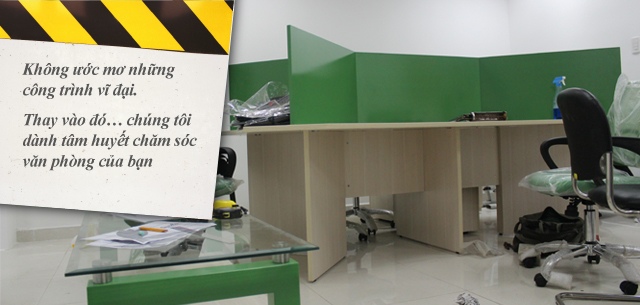 Không ước mơ những
công trình vĩ đại.
Thay vào đó... chúng tôi
dành tâm huyết chăm sóc
văn phòng của bạn